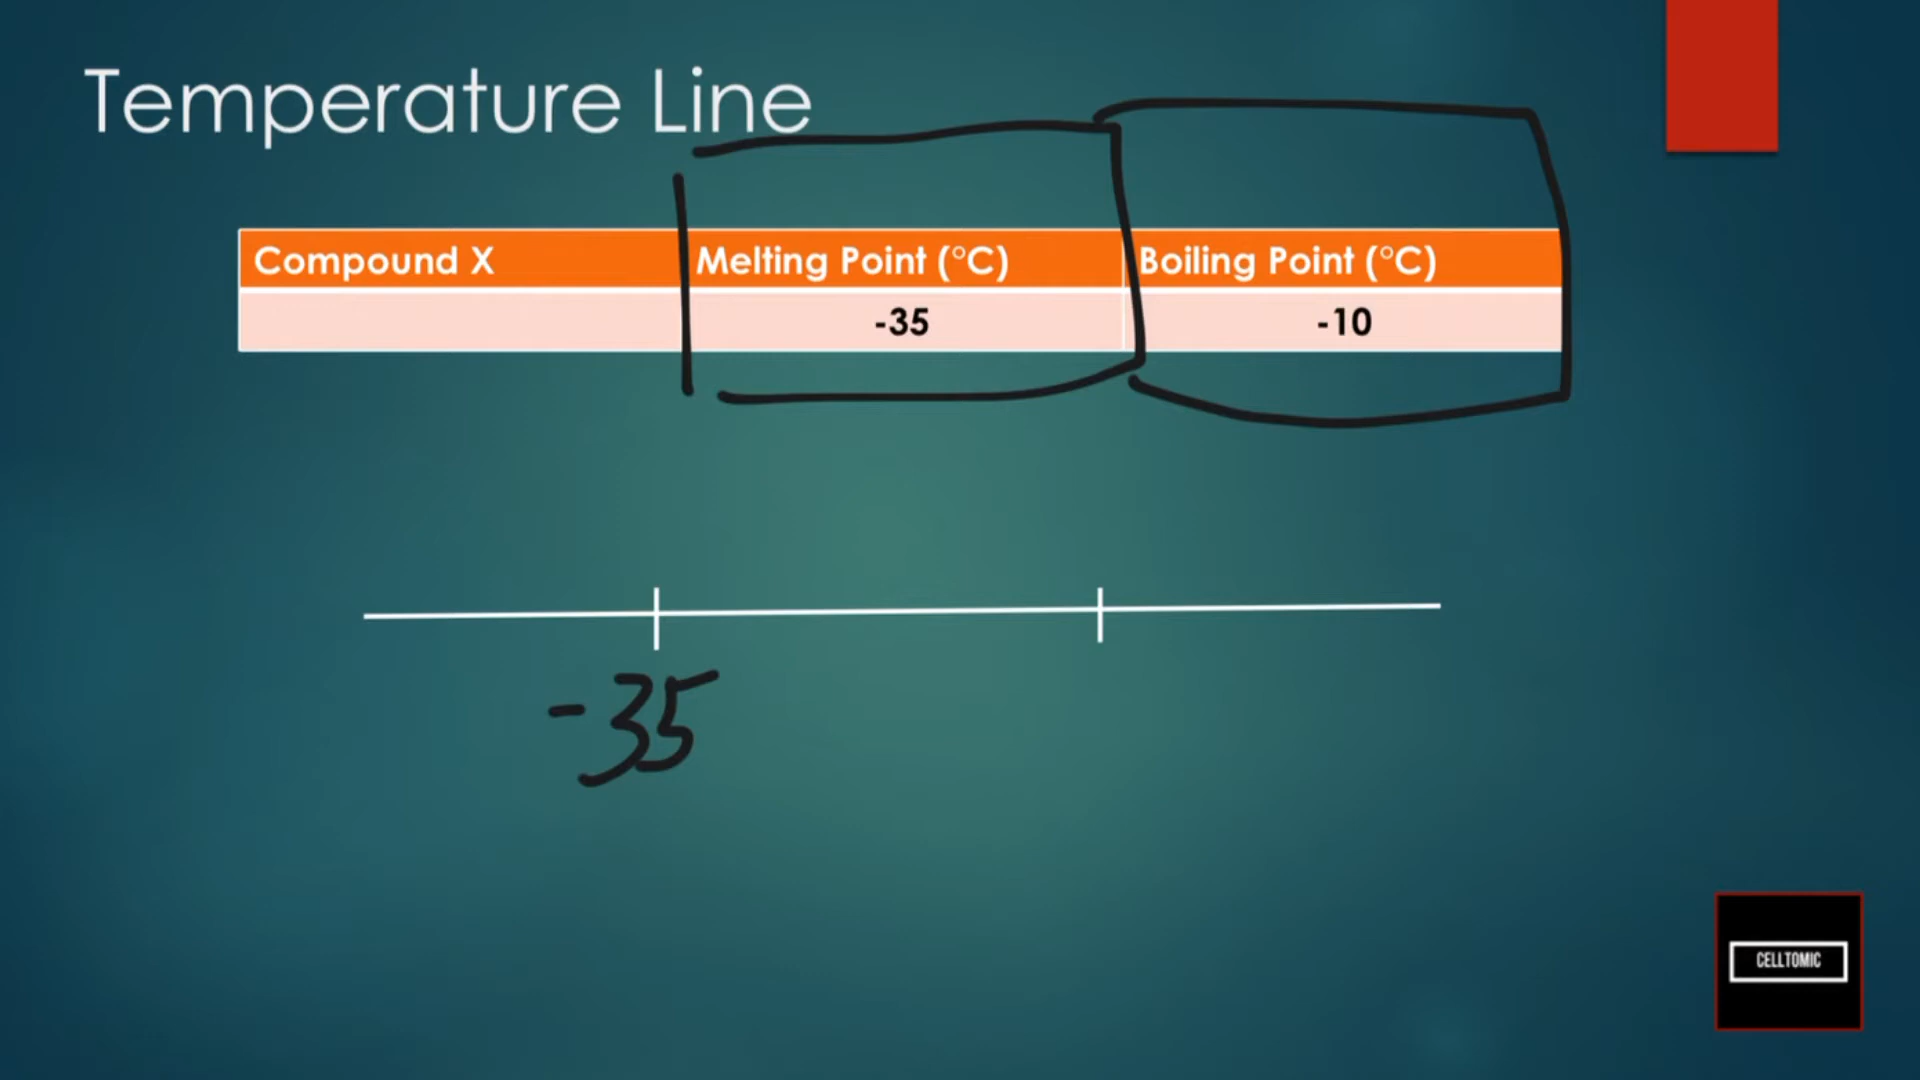 Temperature Line
Compound X Melting Point (°C) Boiling Point (°C)
-35 -10
-35
CELLTOMIC